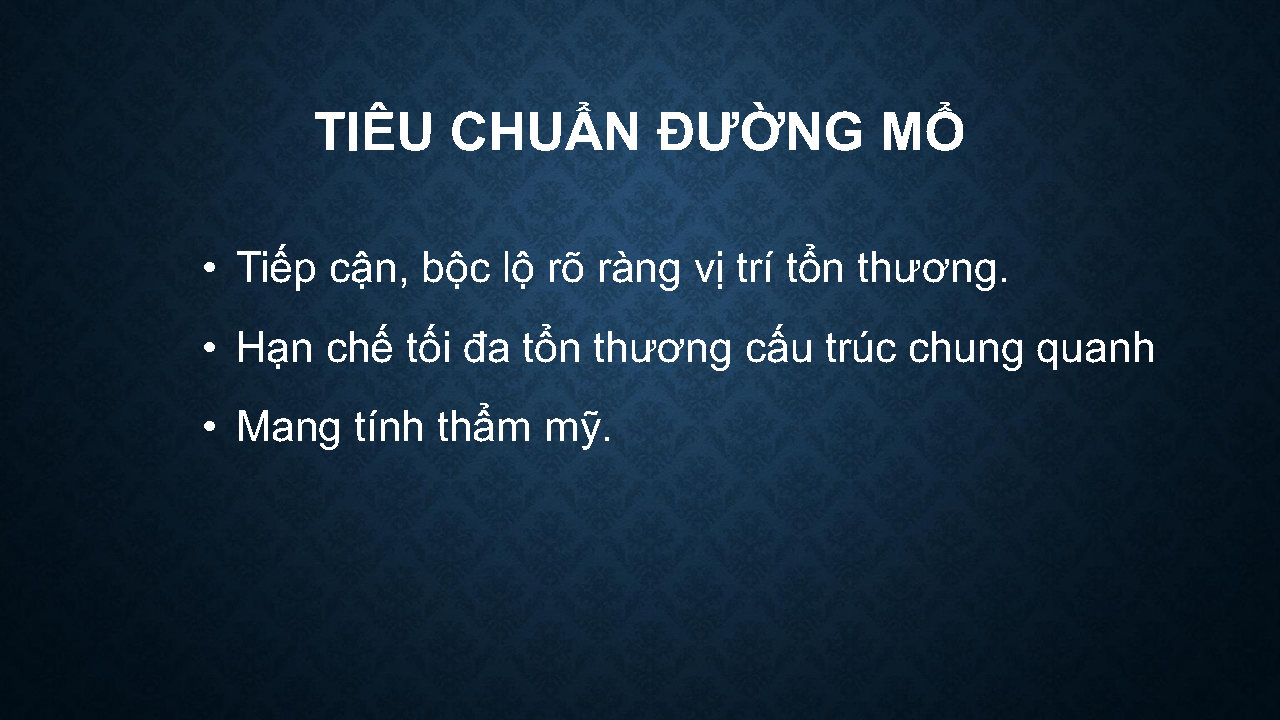 TIÊU CHUẨN ĐƯỜNG MỔ
• Tiếp cận, bộc lộ rõ ràng vị trí tổn thương.
• Hạn chế tối đa tổn thương cấu trúc chung quanh
• Mang tính thẩm mỹ.